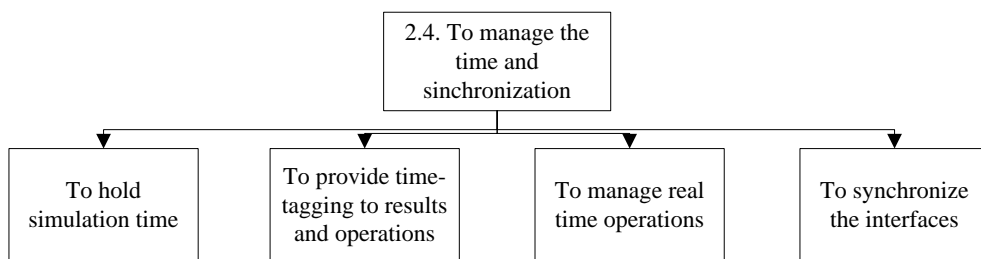 2.4. To manage the
time and
sinchronization
To hold
simulation time
To provide time-
tagging to results
and operations
To manage real
time operations
To synchronize
the interfaces